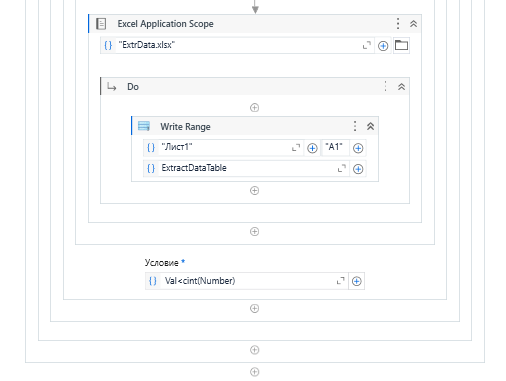 Excel Application Scope
{} "ExtrData.xlsx"
Do
Write Range
{} "Лист1" "A1"
{} ExtractDataTable
Условие *
{} Val<cint(Number)